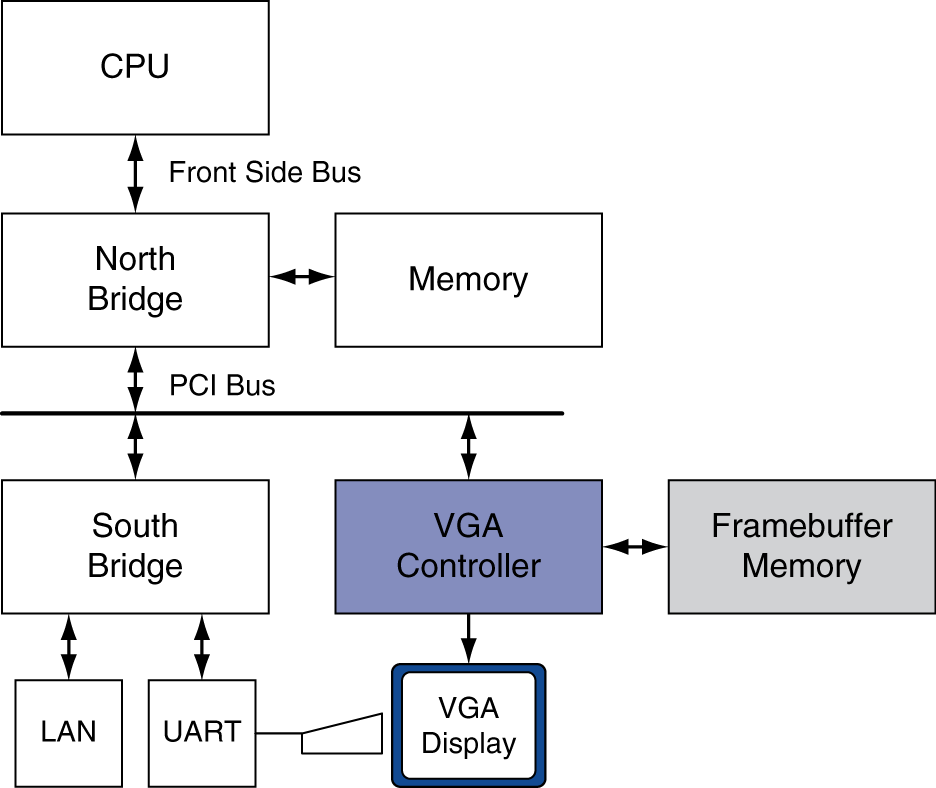 CPU
Front Side Bus
North
Bridge
Memory
PCI Bus
South
Bridge
VGA
Controller
Framebuffer
Memory
LAN
UART
VGA
Display